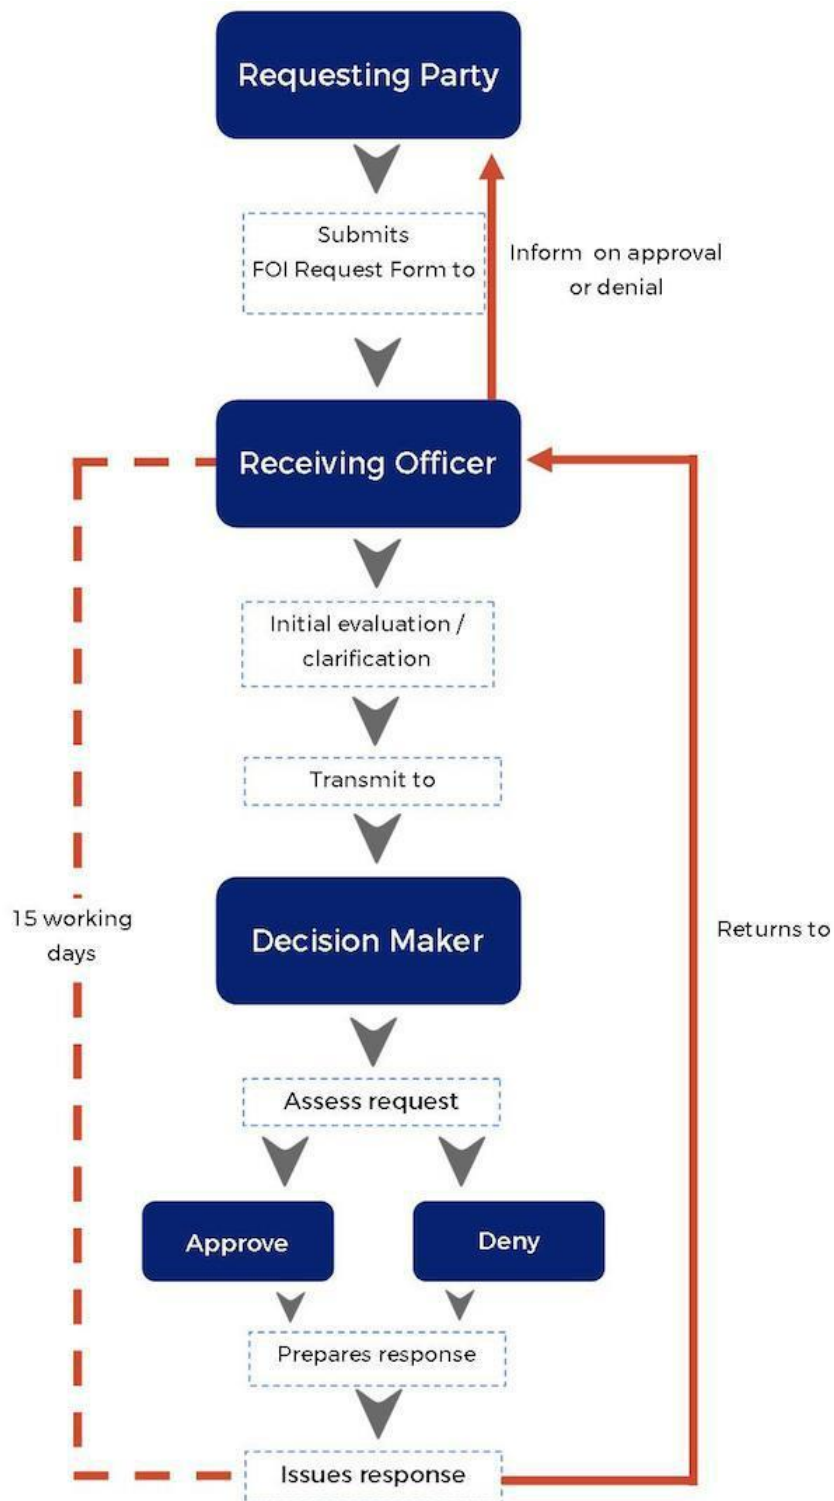 Requesting Party
Submits
FOI Request Form to
Inform on approval
or denial
Receiving Officer
Initial evaluation /
clarification
Transmit to
15 working
days
Decision Maker
Returns to
Assess request
Approve
Deny
Prepares response
Issues response